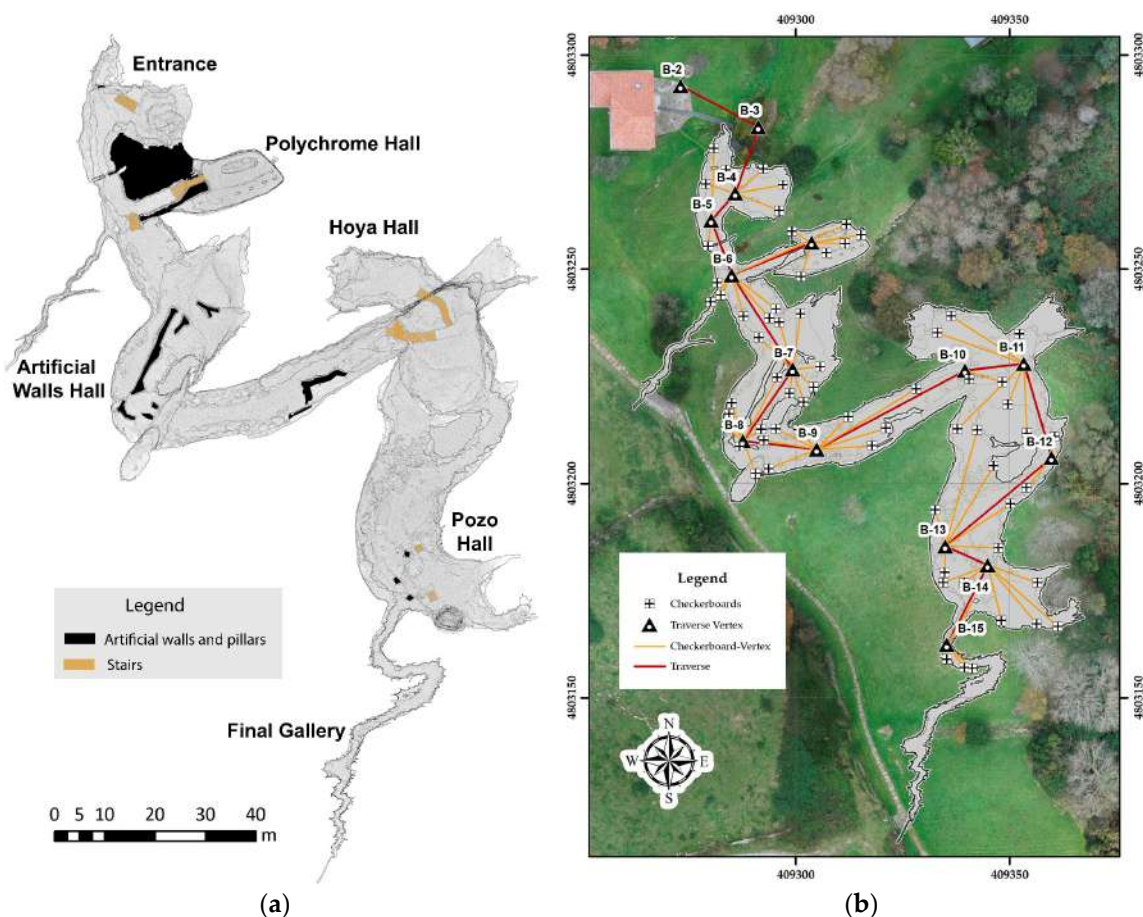 Entrance
Polychrome Hall
Hoya Hall
Artificial
Walls Hall
Pozo
Hall
Final Gallery
Legend
Artificial walls and pillars
Stairs
0 5 10 20 30 40
m
(a)
409300 409350
4803300
4803250
4803200
4803150
4803300
4803250
4803200
4803150
B-2
B-3
B-4
B-5
B-6
B-7
B-8
B-9
B-10
B-11
B-12
B-13
B-14
B-15
Legend
Checkerboards
Traverse Vertex
Checkerboard-Vertex
Traverse
N
W E
S
409300 409350
(b)